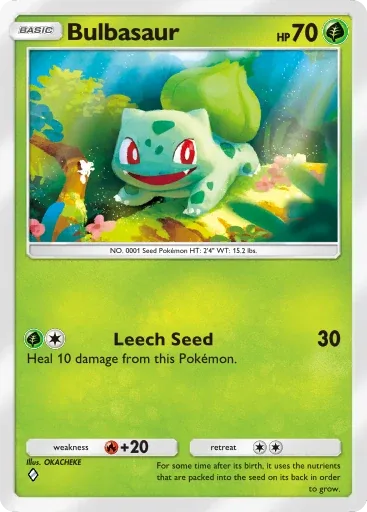 BASIC Bulbasaur HP 70
NO. 0001 Seed Pokémon HT: 2'4" WT: 15.2 lbs.
Leech Seed 30
Heal 10 damage from this Pokémon.
weakness +20 retreat
Illus. OKACHEKE
For some time after its birth, it uses the nutrients
that are packed into the seed on its back in order
to grow.